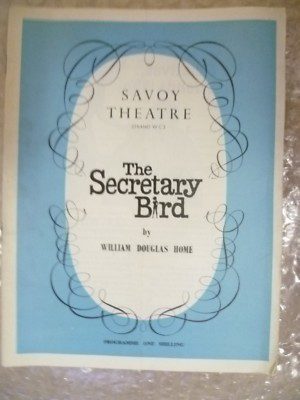 SAVOY
THEATRE
STRAND W.C.2
The
Secretary
Bird
by
WILLIAM DOUGLAS HOME
PROGRAMME ONE SHILLING